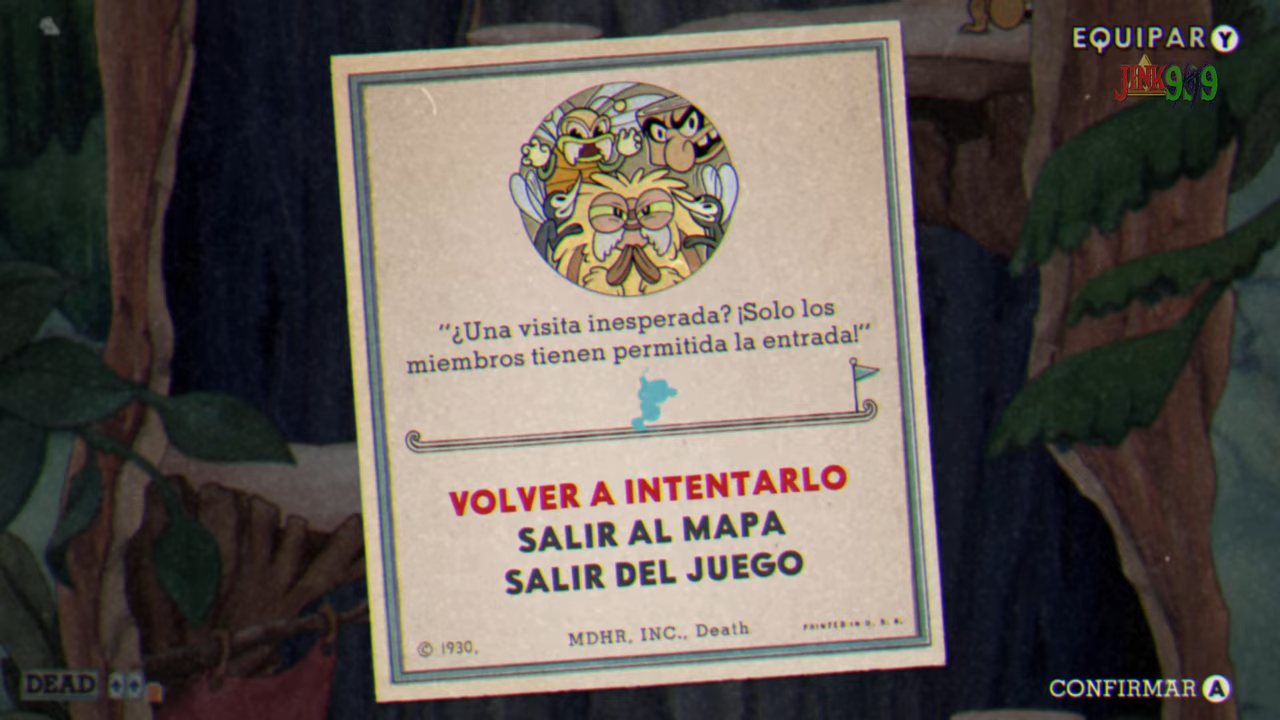 EQUIPAR Y
JINK999
"¿Una visita inesperada? ¡Solo los
miembros tienen permitida la entrada!"
VOLVER A INTENTARLO
SALIR AL MAPA
SALIR DEL JUEGO
© 1930,
MDHR, INC., Death
PRINTED IN U. S. A.
DEAD
CONFIRMAR A